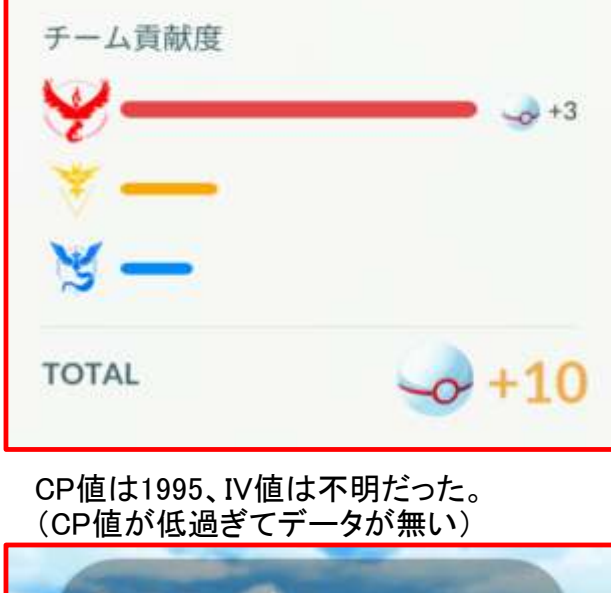 チーム貢献度
+3
TOTAL
+10
CP値は1995、IV値は不明だった。
（CP値が低過ぎてデータが無い）